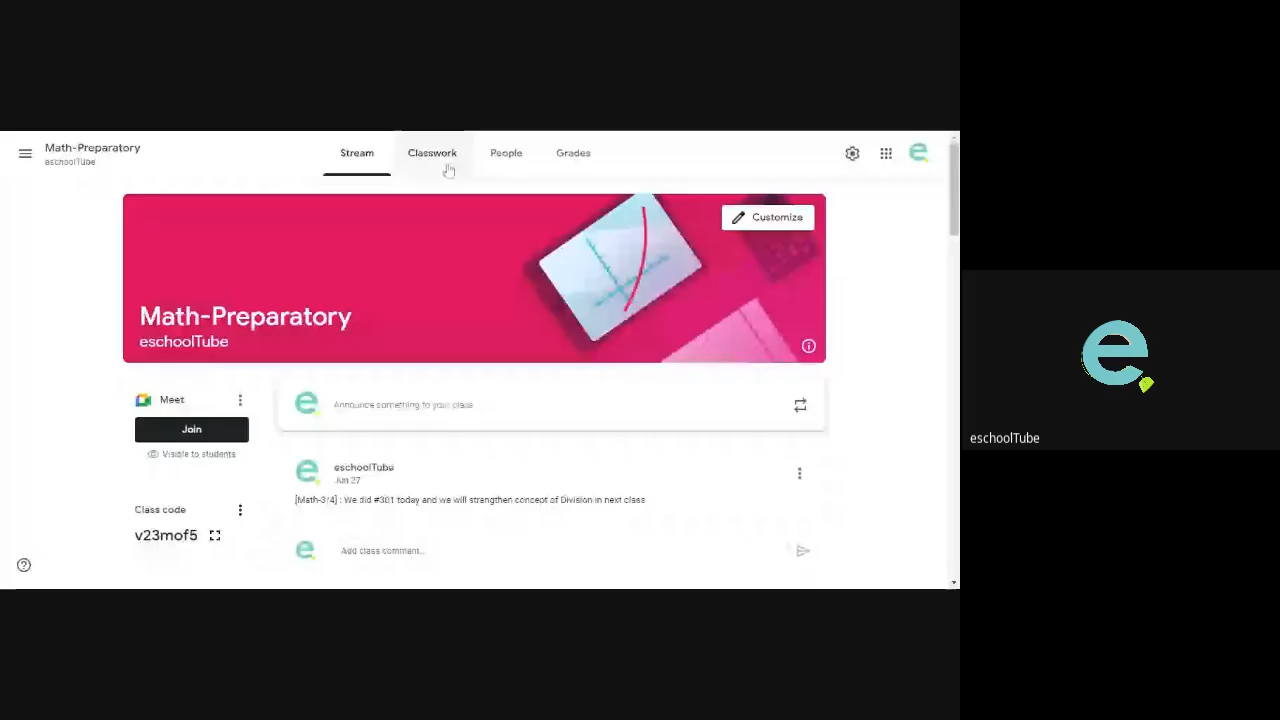 Math-Preparatory
eschoolTube
Stream
Classwork
People
Grades
e
Customize
Math-Preparatory
eschoolTube
Meet
Join
Visible to students
Class code
v23mof5
e
Announce something to your class
e
eschoolTube
Jun 27
[Math-3/4] : We did #301 today and we will strengthen concept of Division in next class
e
Add class comment...
e
eschoolTube